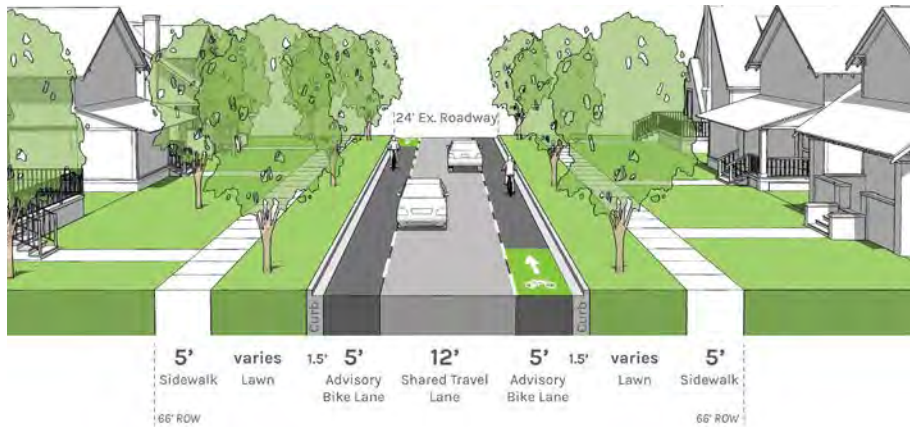 24' Ex. Roadway
Curb
Curb
5' varies 1.5' 5' 12' 5' 1.5' varies 5'
Sidewalk Lawn Advisory Shared Travel Advisory Lawn Sidewalk
Bike Lane Lane Bike Lane
66' ROW 66' ROW